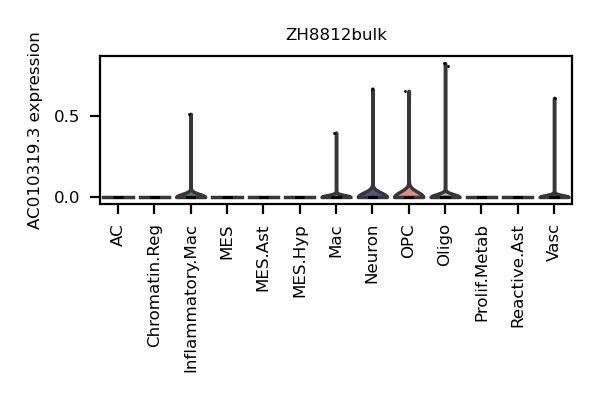 ZH8812bulk
AC010319.3 expression
0.5
0.0
AC
Chromatin.Reg
Inflammatory.Mac
MES
MES.Ast
MES.Hyp
Mac
Neuron
OPC
Oligo
Prolif.Metab
Reactive.Ast
Vasc